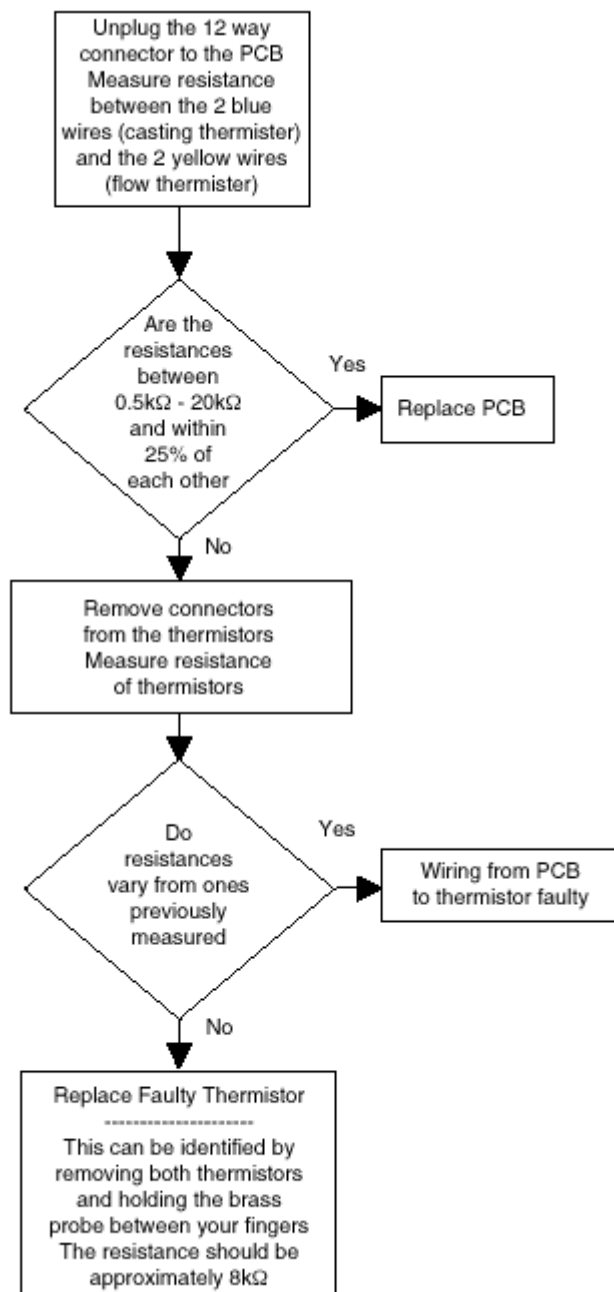 Unplug the 12 way
connector to the PCB
Measure resistance
between the 2 blue
wires (casting thermister)
and the 2 yellow wires
(flow thermister)
Are the
resistances
between
0.5kΩ - 20kΩ
and within
25% of
each other
Yes
Replace PCB
No
Remove connectors
from the thermistors
Measure resistance
of thermistors
Do
resistances
vary from ones
previously
measured
Yes
Wiring from PCB
to thermistor faulty
No
Replace Faulty Thermistor
---------------------
This can be identified by
removing both thermistors
and holding the brass
probe between your fingers
The resistance should be
approximately 8kΩ